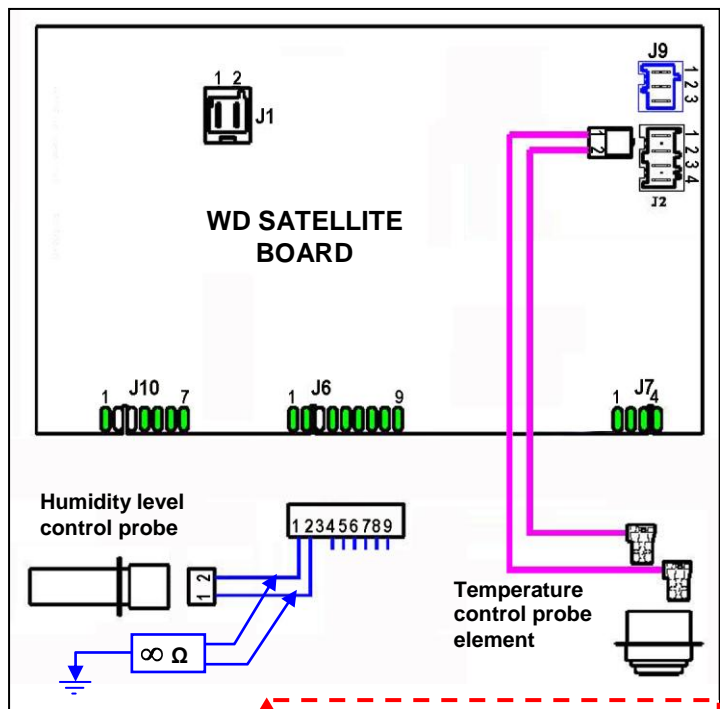 J9
1
2
3
1 2
J1
1
2
1
2
3
4
J2
WD SATELLITE
BOARD
J10
1 7
J6
1 9
J7
1 4
Humidity level
control probe
1 2 3 4 5 6 7 8 9
2
1
∞ Ω
Temperature
control probe
element